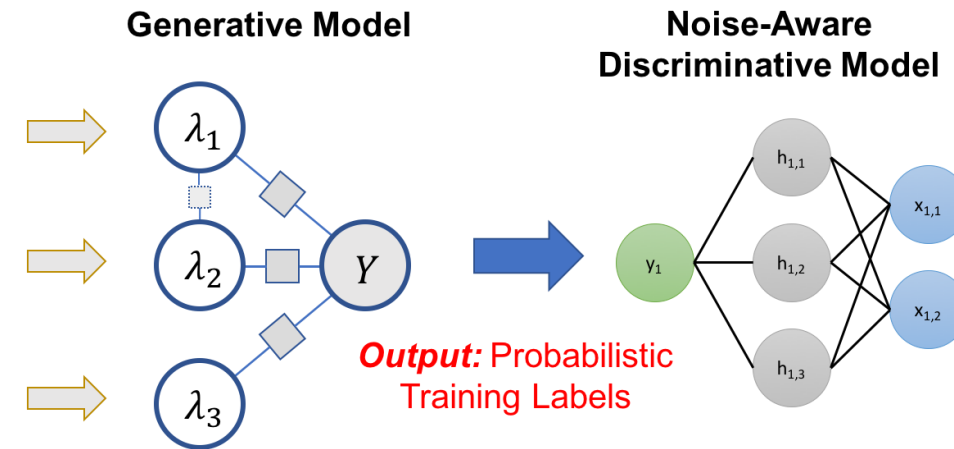 Generative Model
Noise-Aware
Discriminative Model
λ₁
λ₂
λ₃
Y
Output: Probabilistic
Training Labels
y₁
h₁,₁
h₁,₂
h₁,₃
x₁,₁
x₁,₂